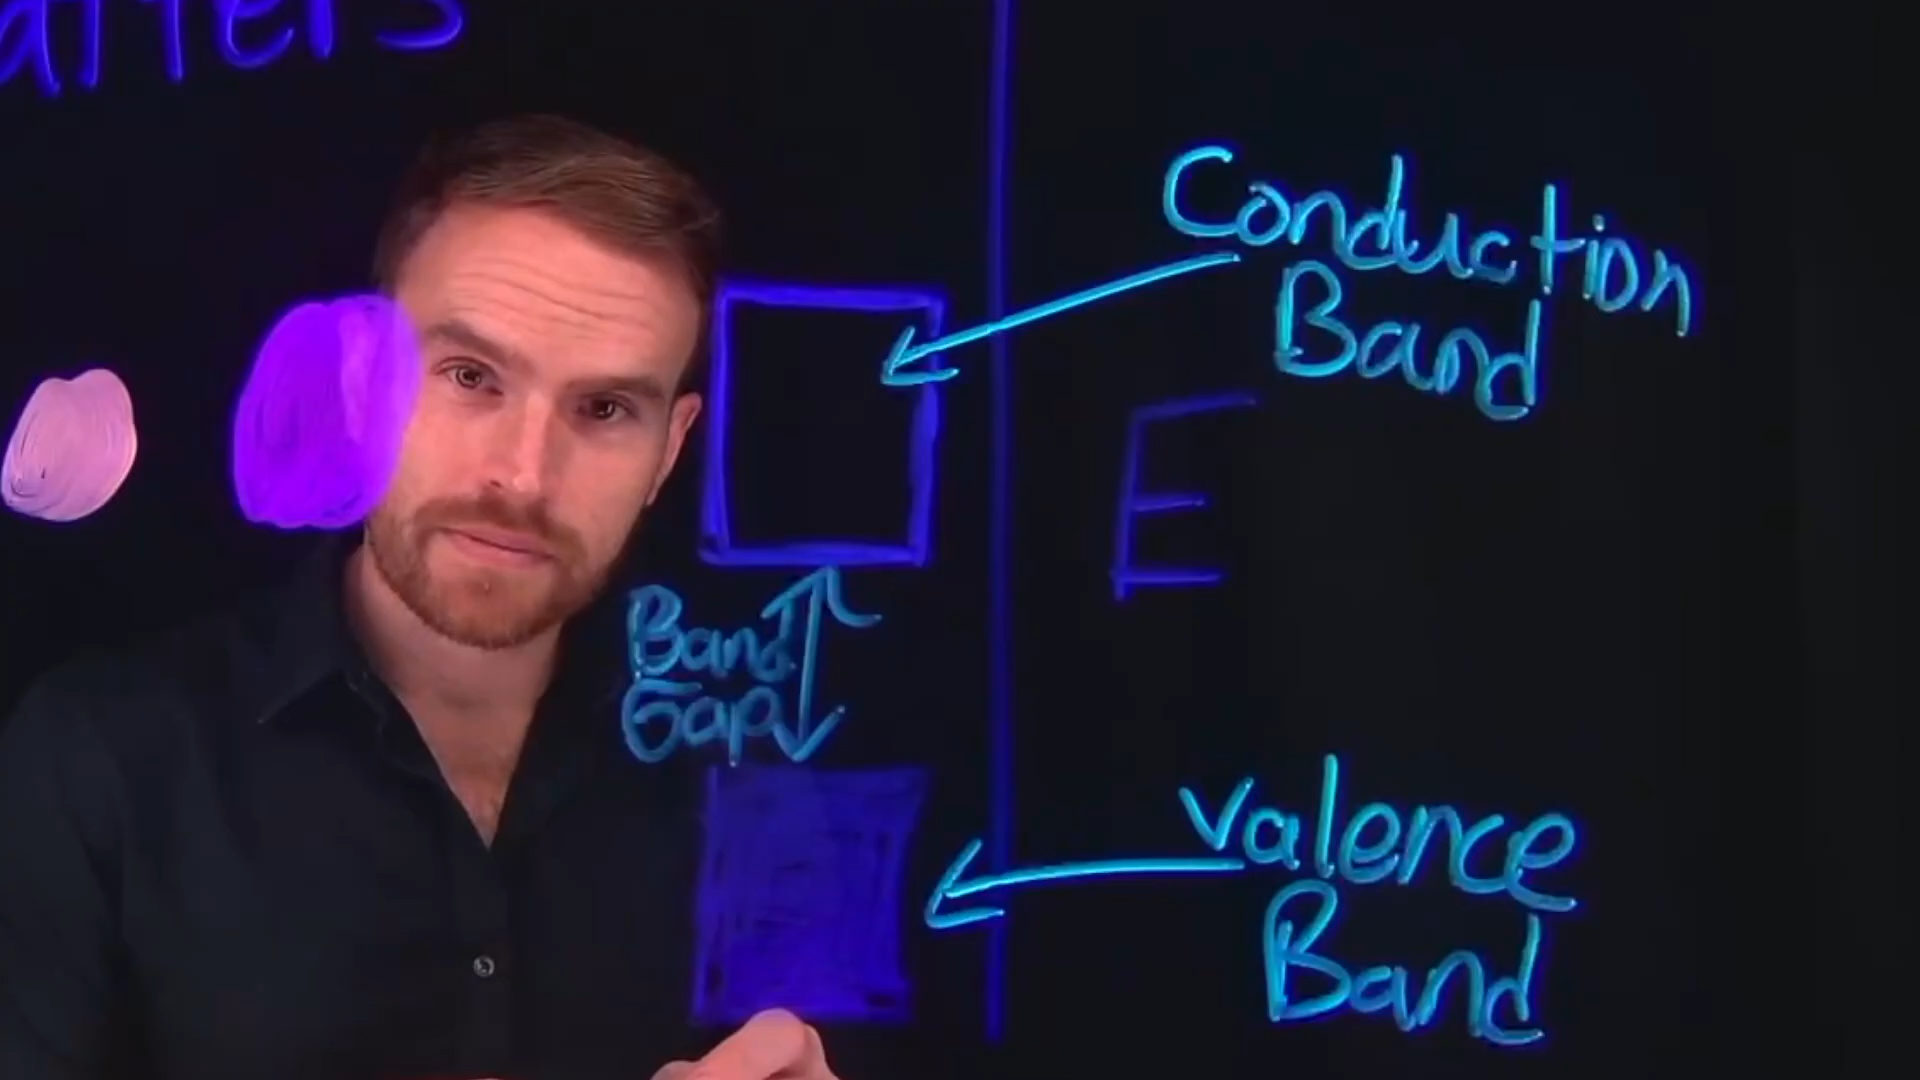 Conduction
Band
E
Band
Gap
Valence
Band